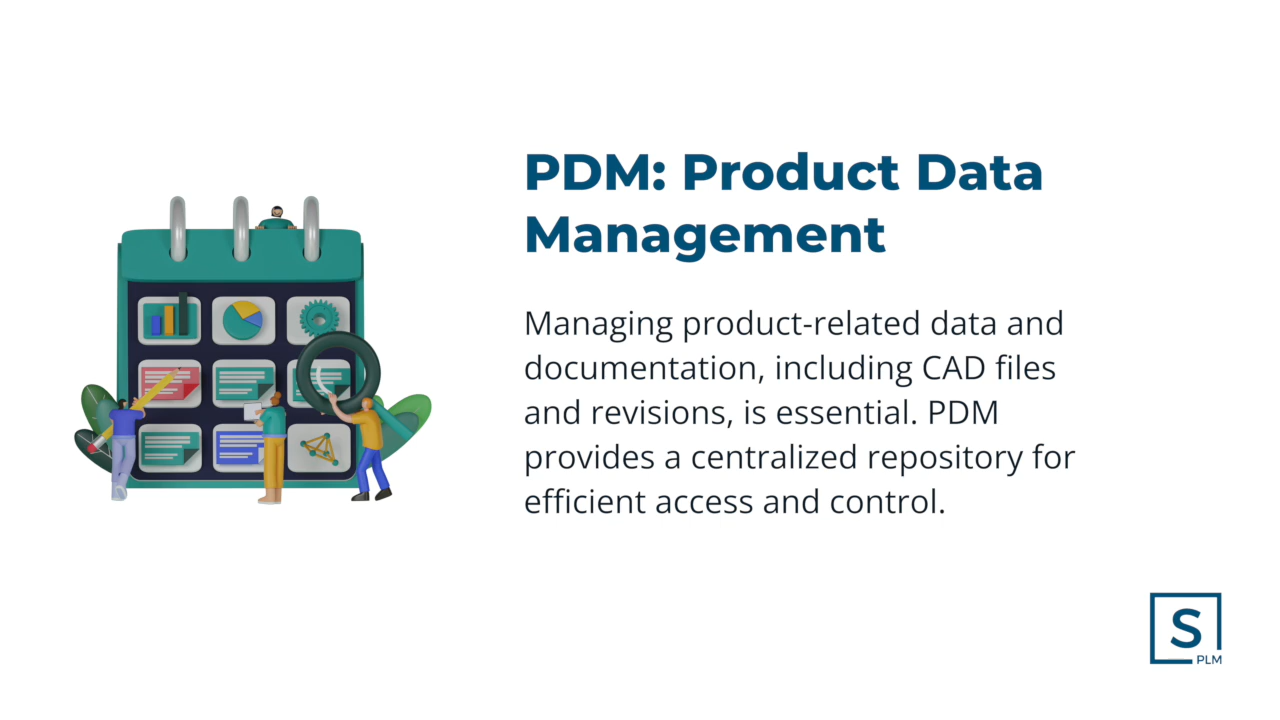 PDM: Product Data
Management
Managing product-related data and
documentation, including CAD files
and revisions, is essential. PDM
provides a centralized repository for
efficient access and control.
S
PLM